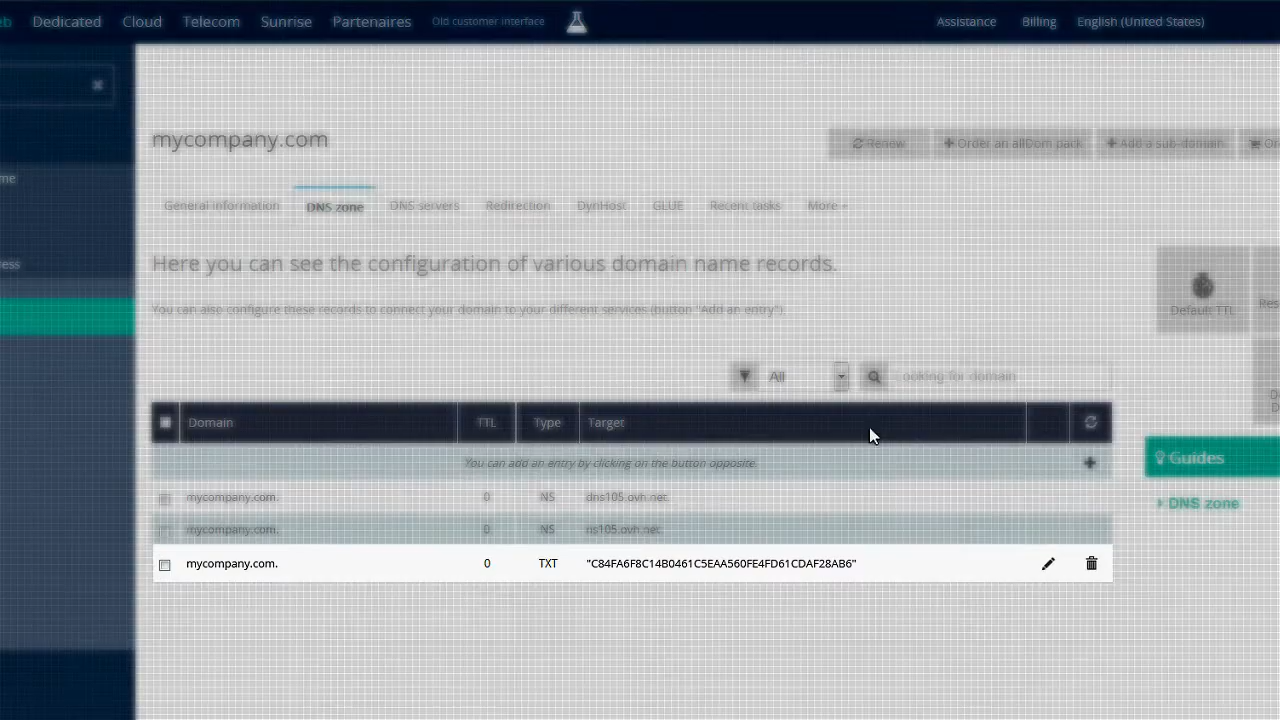 eb Dedicated Cloud Telecom Sunrise Partenaires Old customer interface Assistance Billing English (United States)
mycompany.com
Renew + Order an allDom pack + Add a sub-domain Or
me
General information DNS zone DNS servers Redirection DynHost GLUE Recent tasks More
Here you can see the configuration of various domain name records.
ess
You can also configure these records to connect your domain to your different services (button "Add an entry").
Default TTL Res
All Looking for domain
Domain TTL Type Target
You can add an entry by clicking on the button opposite +
Guides
mycompany.com. 0 NS dns105.ovh.net.
DNS zone
mycompany.com. 0 NS ns105.ovh.net.
mycompany.com. 0 TXT "C84FA6F8C14B0461C5EAA560FE4FD61CDAF28AB6"